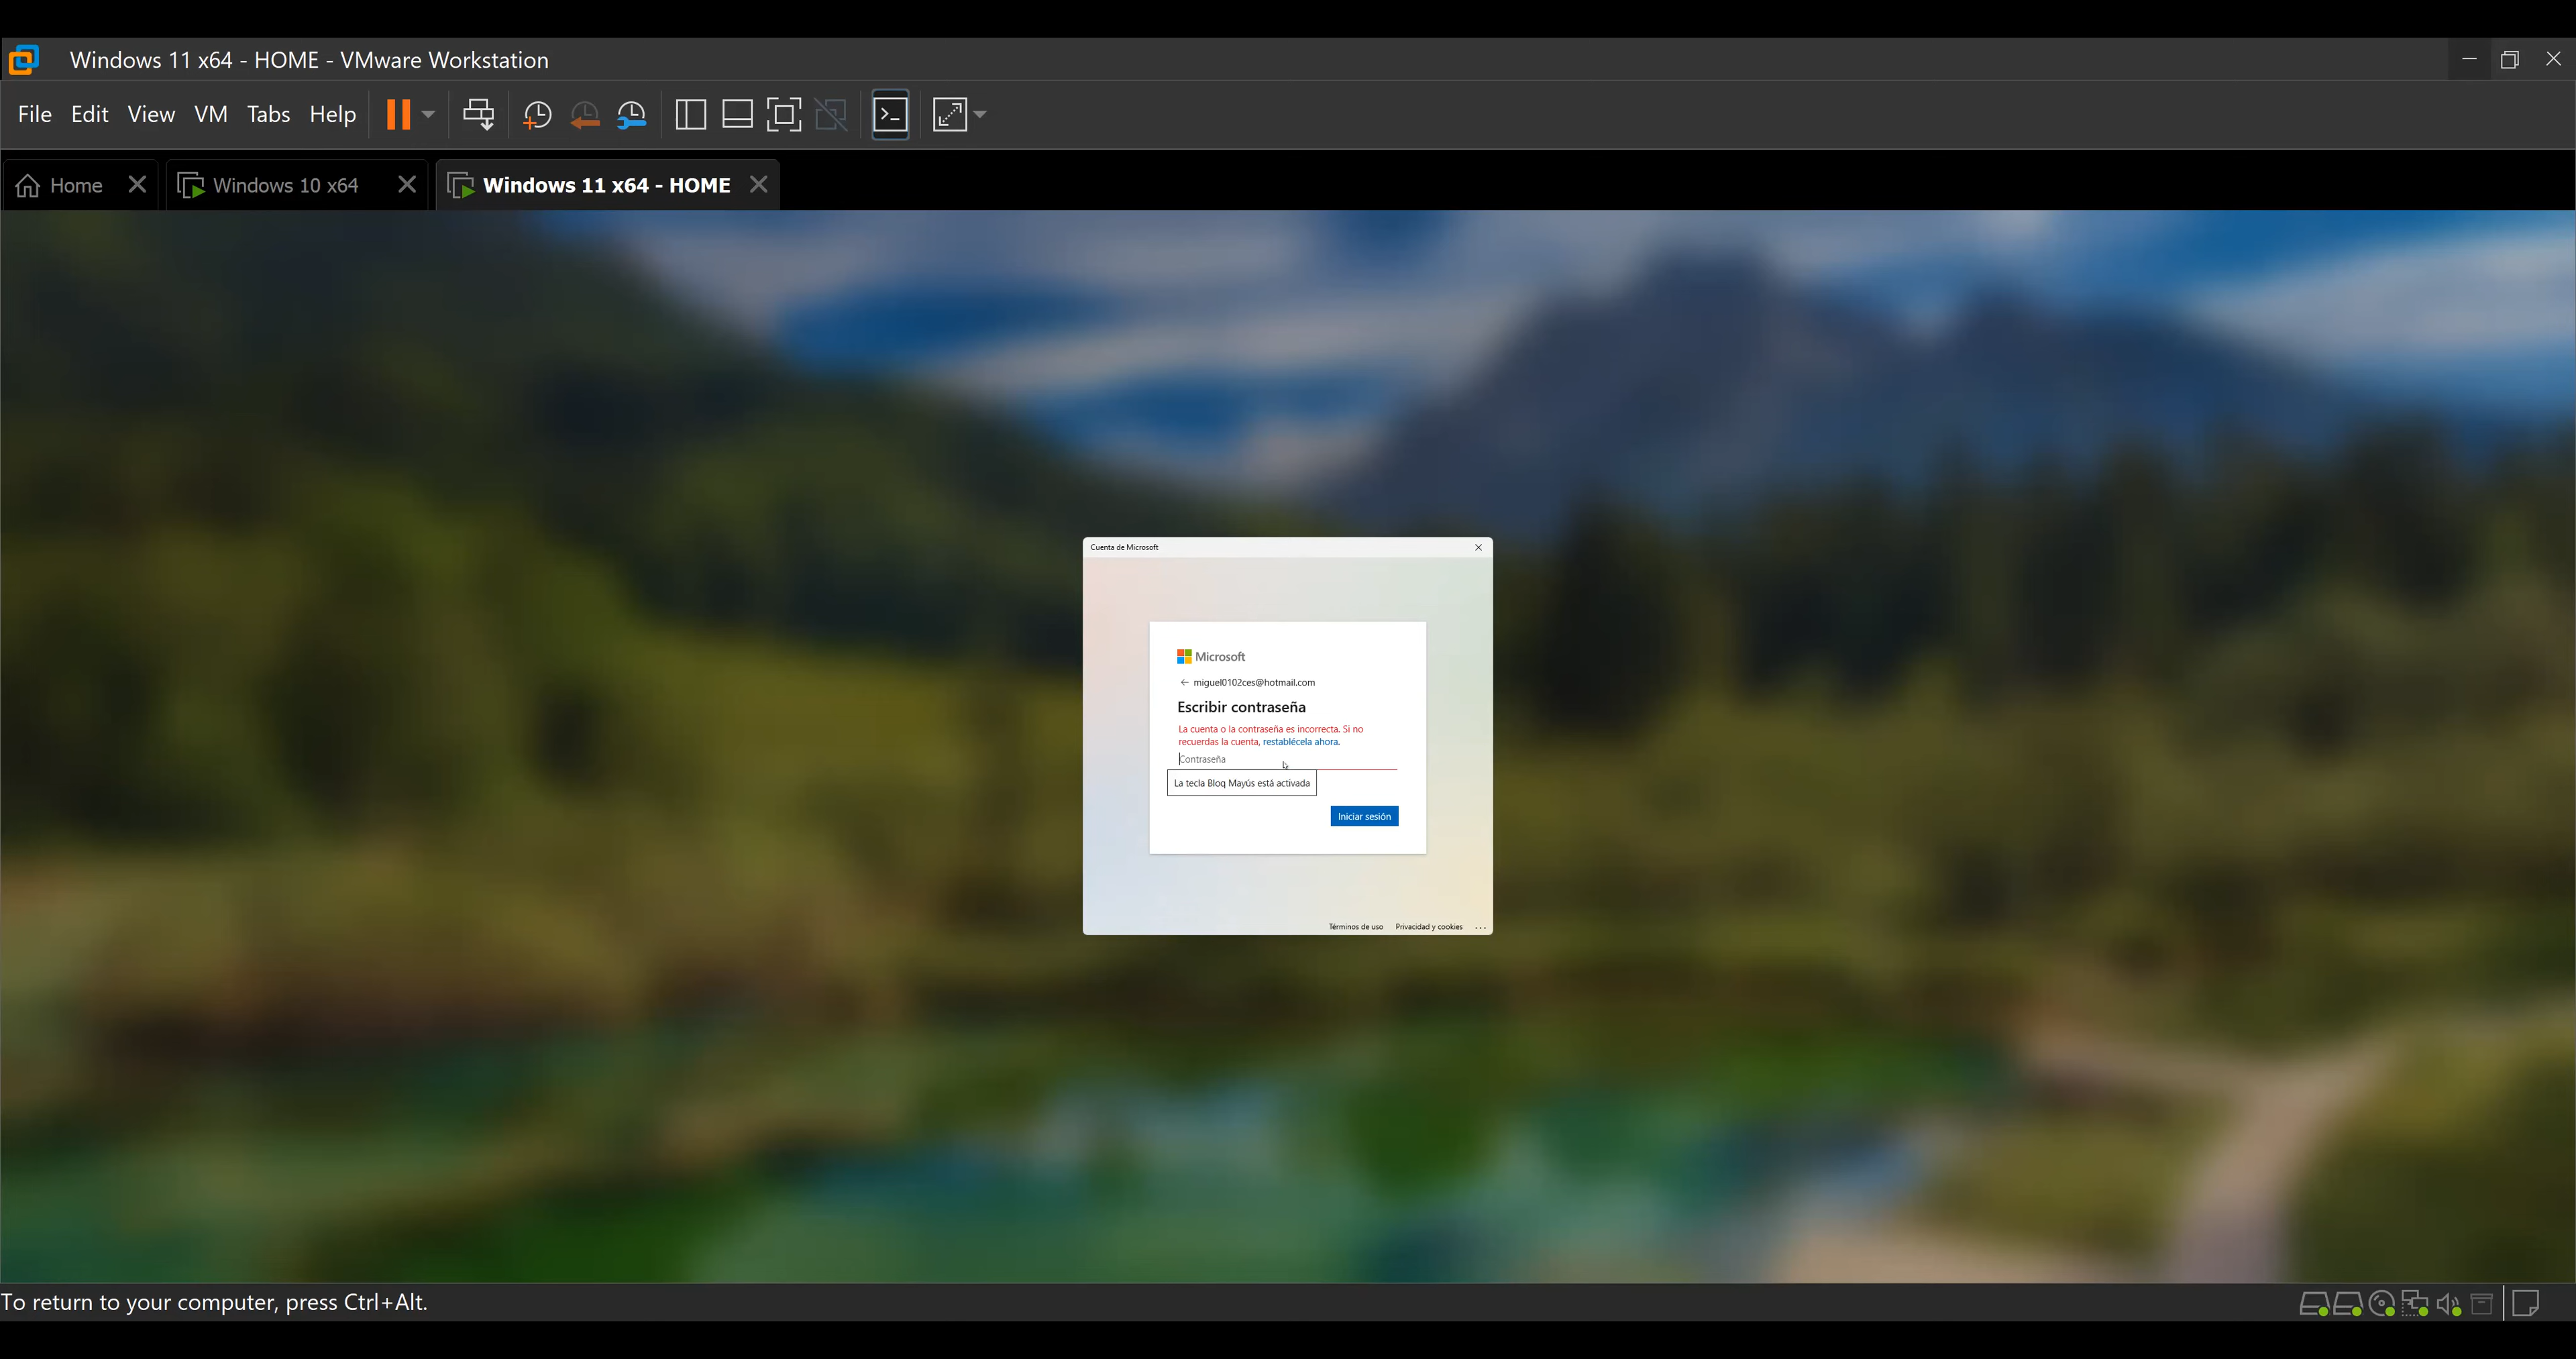 Windows 11 x64 - HOME - VMware Workstation
File Edit View VM Tabs Help
Home
Windows 10 x64
Windows 11 x64 - HOME
Cuenta de Microsoft
Microsoft
miguel0102ces@hotmail.com
Escribir contraseña
La cuenta o la contraseña es incorrecta. Si no
recuerdas la cuenta, restablécela ahora.
Contraseña
La tecla Bloq Mayús está activada
Iniciar sesión
Términos de uso Privacidad y cookies ...
To return to your computer, press Ctrl+Alt.